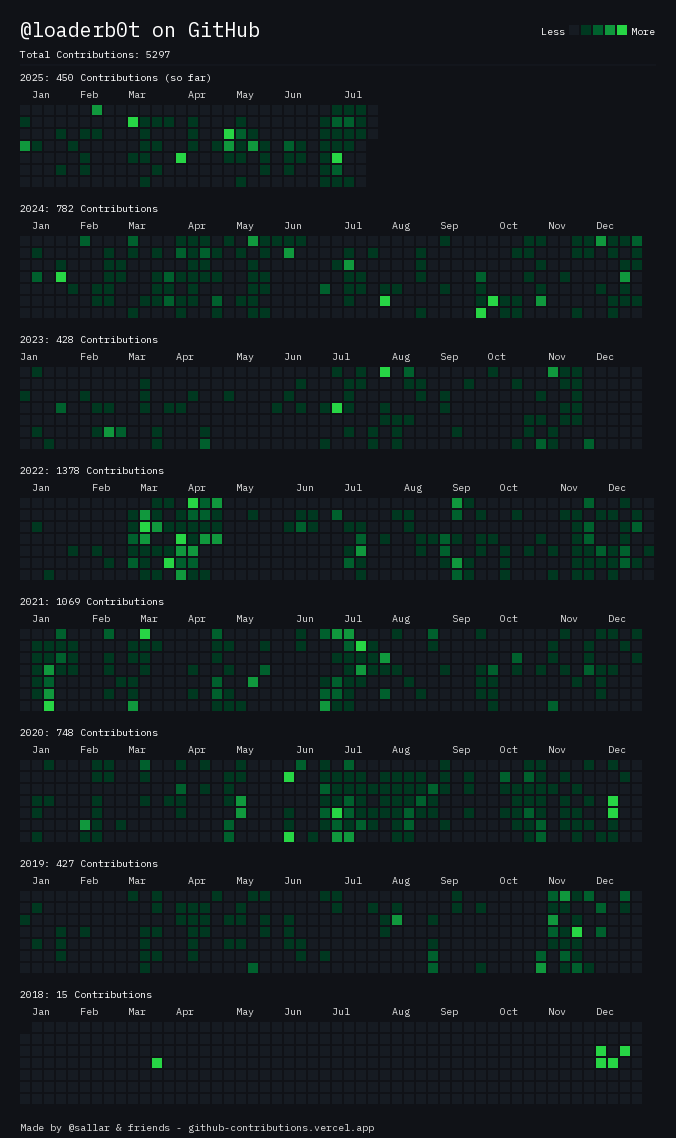 @loaderb0t on GitHub
Less More
Total Contributions: 5297
2025: 450 Contributions (so far)
Jan Feb Mar Apr May Jun Jul
2024: 782 Contributions
Jan Feb Mar Apr May Jun Jul Aug Sep Oct Nov Dec
2023: 428 Contributions
Jan Feb Mar Apr May Jun Jul Aug Sep Oct Nov Dec
2022: 1378 Contributions
Jan Feb Mar Apr May Jun Jul Aug Sep Oct Nov Dec
2021: 1069 Contributions
Jan Feb Mar Apr May Jun Jul Aug Sep Oct Nov Dec
2020: 748 Contributions
Jan Feb Mar Apr May Jun Jul Aug Sep Oct Nov Dec
2019: 427 Contributions
Jan Feb Mar Apr May Jun Jul Aug Sep Oct Nov Dec
2018: 15 Contributions
Jan Feb Mar Apr May Jun Jul Aug Sep Oct Nov Dec
Made by @sallar & friends - github-contributions.vercel.app